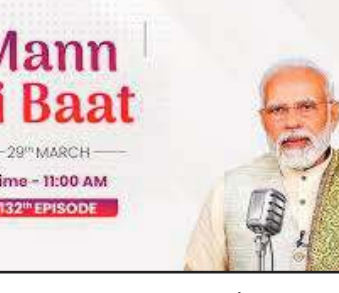 Mann
i Baat
29th MARCH
ime - 11:00 AM
132th EPISODE